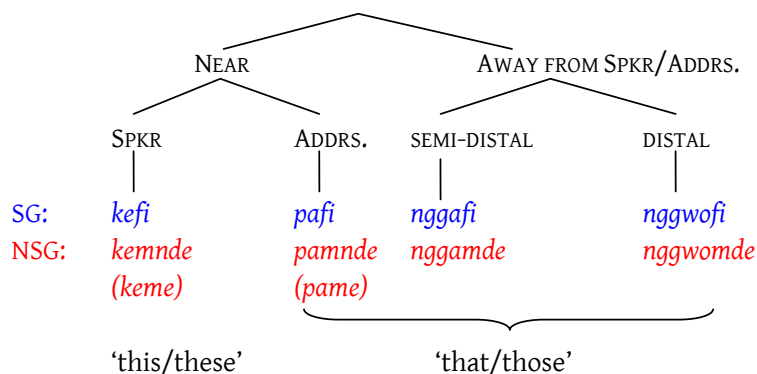 NEAR AWAY FROM SPKR/ADDRS.
SPKR ADDRS. SEMI-DISTAL DISTAL
SG: kefi pafi nggafi nggwofi
NSG: kemnde pamnde nggamde nggwomde
(keme) (pame)
‘this/these’ ‘that/those’